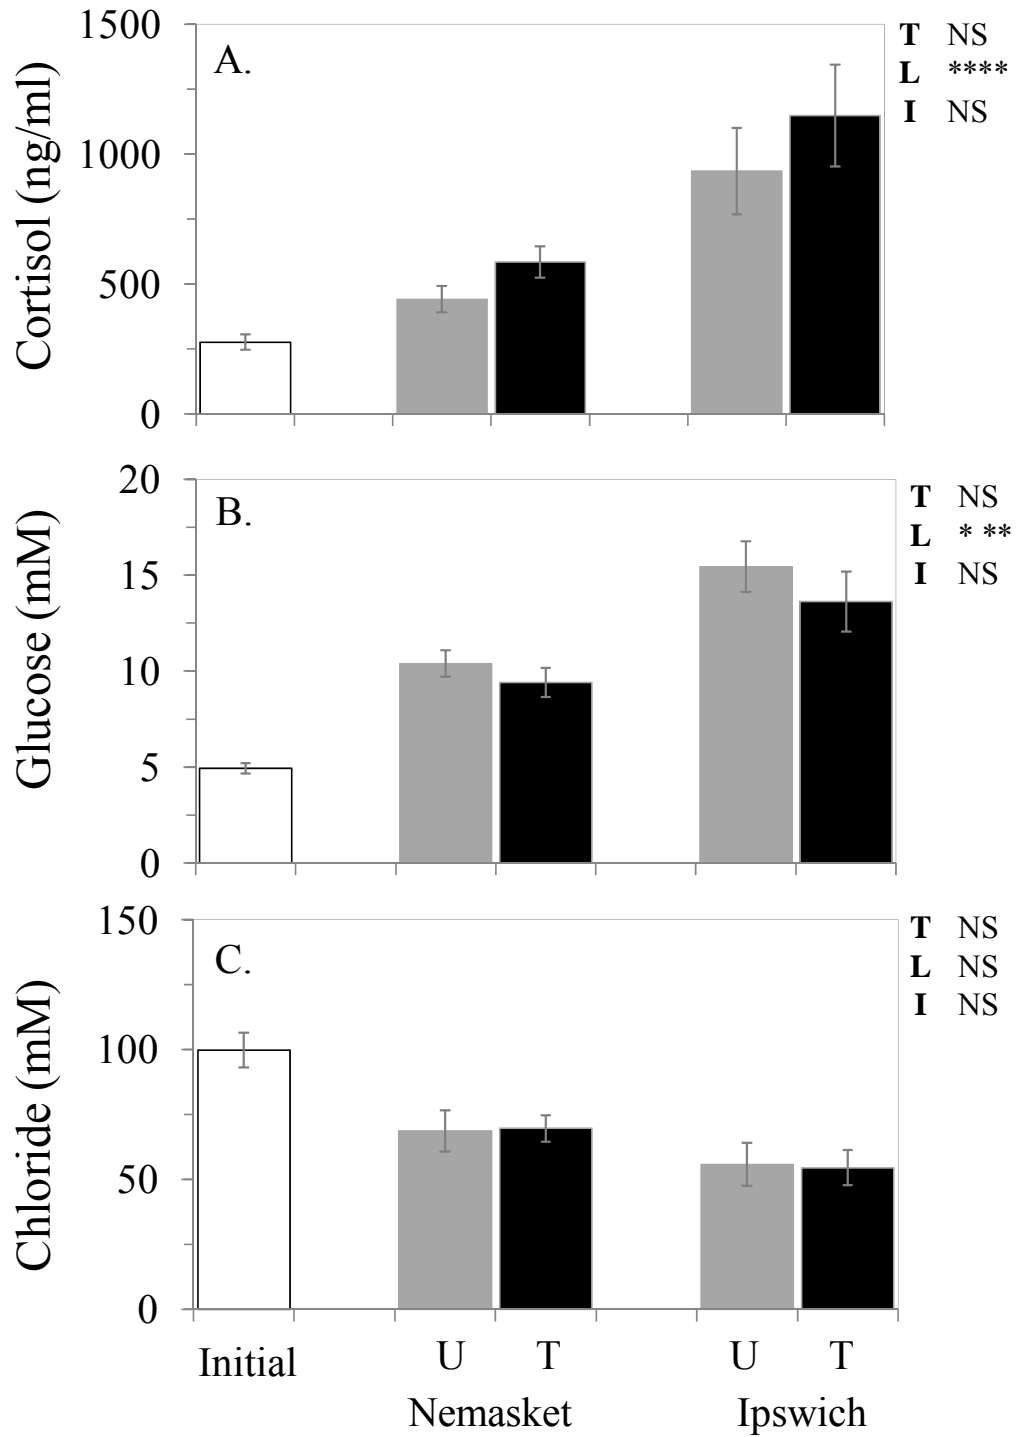 1500
A.
T NS
L ****
I NS
1000
500
0
Cortisol (ng/ml)
20
B.
T NS
L * **
I NS
15
10
5
0
Glucose (mM)
150
C.
T NS
L NS
I NS
100
50
0
Chloride (mM)
Initial U T U T
Nemasket Ipswich